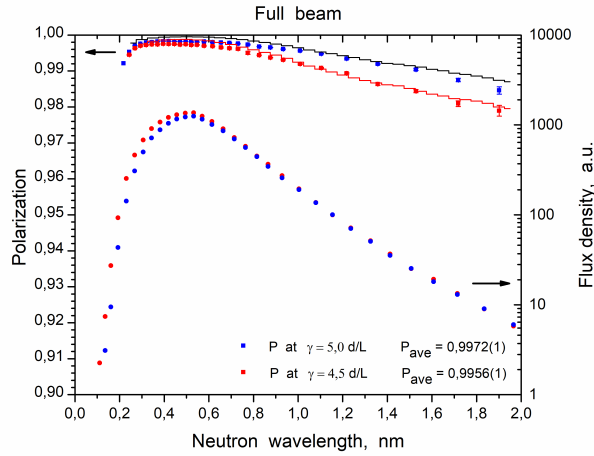 Full beam
1,00
0,99
0,98
0,97
0,96
0,95
0,94
0,93
0,92
0,91
0,90
Polarization
10000
1000
100
10
1
Flux density, a.u.
P at γ = 5,0 d/L P_ave = 0,9972(1)
P at γ = 4,5 d/L P_ave = 0,9956(1)
0,0 0,2 0,4 0,6 0,8 1,0 1,2 1,4 1,6 1,8 2,0
Neutron wavelength, nm